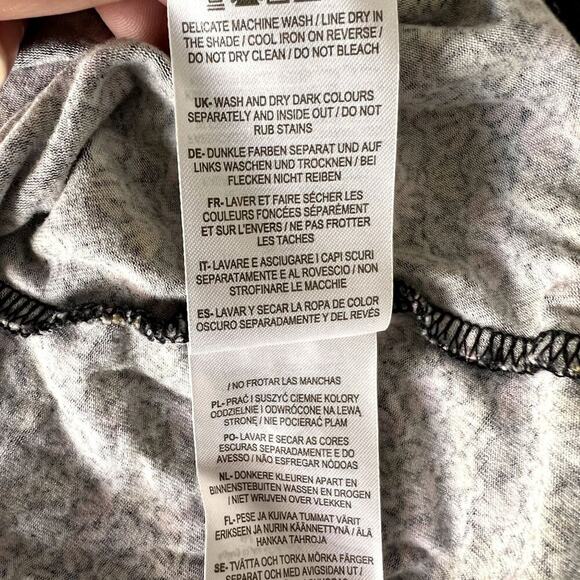 DELICATE MACHINE WASH / LINE DRY IN
THE SHADE / COOL IRON ON REVERSE /
DO NOT DRY CLEAN / DO NOT BLEACH
UK- WASH AND DRY DARK COLOURS
SEPARATELY AND INSIDE OUT / DO NOT
RUB STAINS
DE- DUNKLE FARBEN SEPARAT UND AUF
LINKS WASCHEN UND TROCKNEN / BEI
FLECKEN NICHT REIBEN
FR- LAVER ET FAIRE SÉCHER LES
COULEURS FONCÉES SÉPARÉMENT
ET SUR L'ENVERS / NE PAS FROTTER
LES TACHES
IT- LAVARE E ASCIUGARE I CAPI SCURI
SEPARATAMENTE E AL ROVESCIO / NON
STROFINARE LE MACCHIE
ES- LAVAR Y SECAR LA ROPA DE COLOR
OSCURO SEPARADAMENTE Y DEL REVÉS
/ NO FROTAR LAS MANCHAS
PL- PRAĆ I SUSZYĆ CIEMNE KOLORY
ODDZIELNIE I ODWRÓCONE NA LEWĄ
STRONĘ / NIE POCIERAĆ PLAM
PO- LAVAR E SECAR AS CORES
ESCURAS SEPARADAMENTE E DO
AVESSO / NÃO ESFREGAR NÓDOAS
NL- DONKERE KLEUREN APART EN
BINNENSTEBUITEN WASSEN EN DROGEN
/ NIET WRIJVEN OVER VLEKKEN
FL- PESE JA KUIVAA TUMMAT VÄRIT
ERIKSEEN JA NURIN KÄÄNNETTYNÄ / ÄLÄ
HANKAA TAHROJA
SE- TVÄTTA OCH TORKA MÖRKA FÄRGER
SEPARAT OCH MED AVIGSIDAN UT /